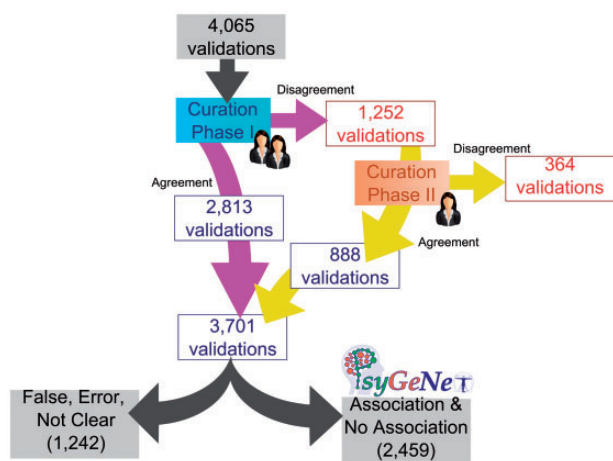 4,065
validations
Disagreement
Curation
Phase I
1,252
validations
Disagreement
Curation
Phase II
364
validations
Agreement
2,813
validations
Agreement
888
validations
3,701
validations
PsyGeNeT
False, Error,
Not Clear
(1,242)
Association &
No Association
(2,459)